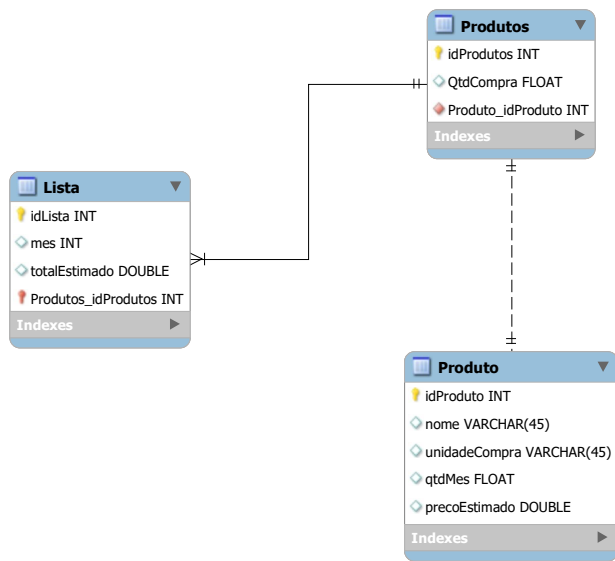 Produtos
idProdutos INT
QtdCompra FLOAT
Produto_idProduto INT
Indexes
Lista
idLista INT
mes INT
totalEstimado DOUBLE
Produtos_idProdutos INT
Indexes
Produto
idProduto INT
nome VARCHAR(45)
unidadeCompra VARCHAR(45)
qtdMes FLOAT
precoEstimado DOUBLE
Indexes